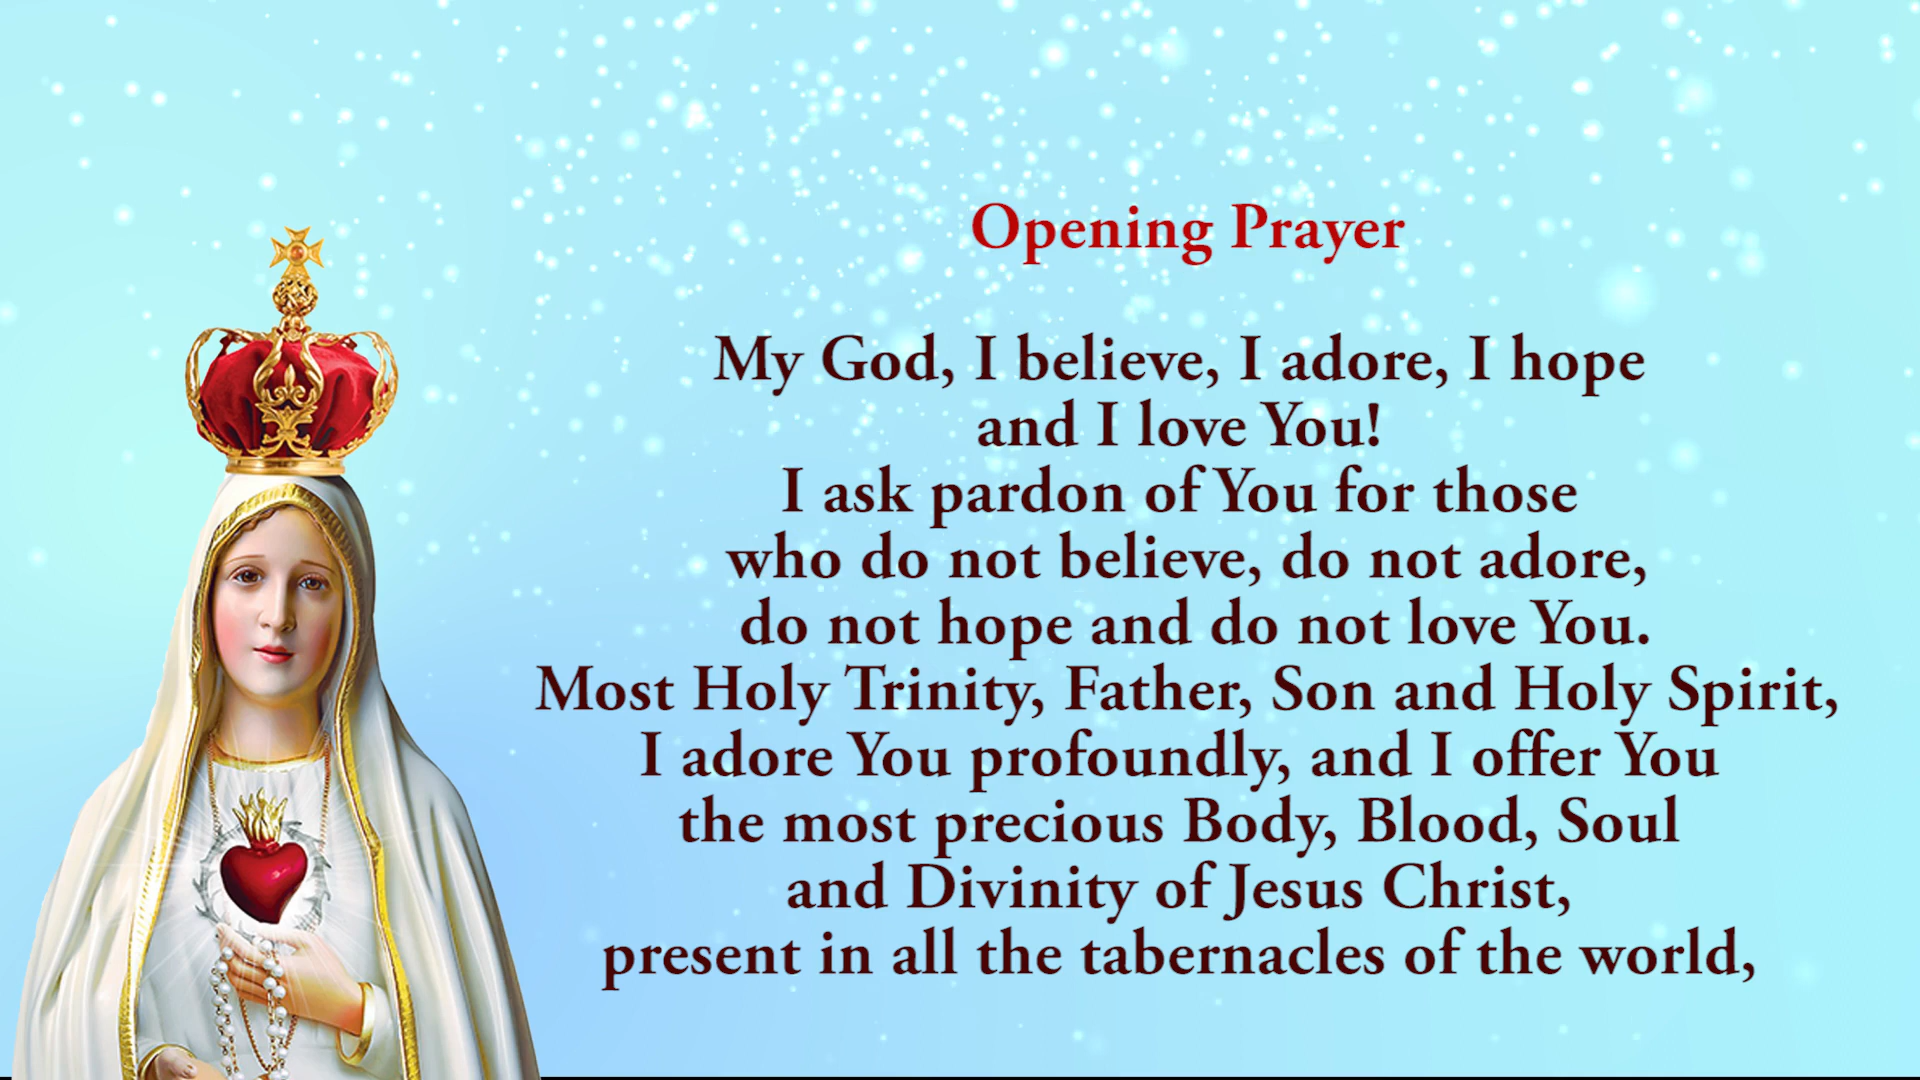 Opening Prayer
My God, I believe, I adore, I hope
and I love You!
I ask pardon of You for those
who do not believe, do not adore,
do not hope and do not love You.
Most Holy Trinity, Father, Son and Holy Spirit,
I adore You profoundly, and I offer You
the most precious Body, Blood, Soul
and Divinity of Jesus Christ,
present in all the tabernacles of the world,